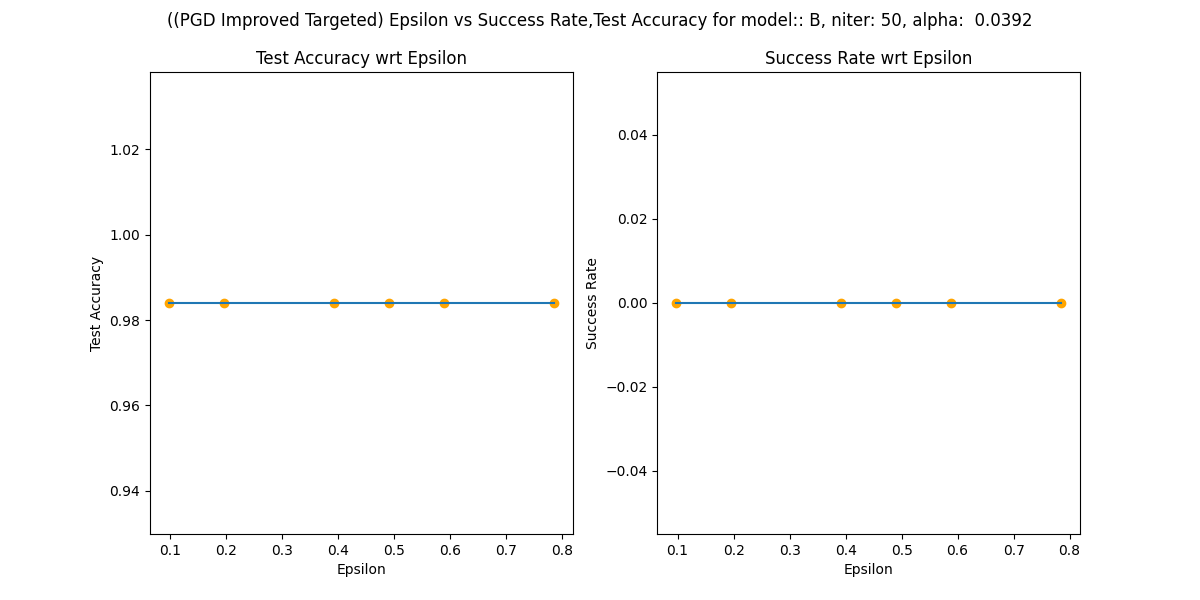 ((PGD Improved Targeted) Epsilon vs Success Rate,Test Accuracy for model:: B, niter: 50, alpha:  0.0392
Test Accuracy wrt Epsilon
Test Accuracy
1.02
1.00
0.98
0.96
0.94
0.1 0.2 0.3 0.4 0.5 0.6 0.7 0.8
Epsilon
Success Rate wrt Epsilon
Success Rate
0.04
0.02
0.00
−0.02
−0.04
0.1 0.2 0.3 0.4 0.5 0.6 0.7 0.8
Epsilon